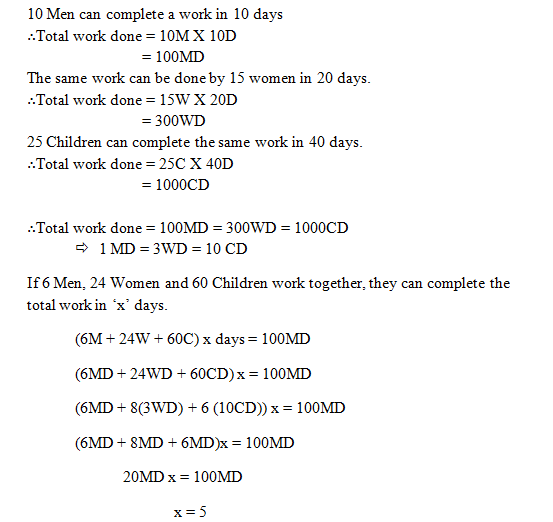 10 Men can complete a work in 10 days
∴Total work done = 10M X 10D
= 100MD
The same work can be done by 15 women in 20 days.
∴Total work done = 15W X 20D
= 300WD
25 Children can complete the same work in 40 days.
∴Total work done = 25C X 40D
= 1000CD
∴Total work done = 100MD = 300WD = 1000CD
⇨ 1 MD = 3WD = 10 CD
If 6 Men, 24 Women and 60 Children work together, they can complete the
total work in ‘x’ days.
(6M + 24W + 60C) x days = 100MD
(6MD + 24WD + 60CD) x = 100MD
(6MD + 8(3WD) + 6 (10CD)) x = 100MD
(6MD + 8MD + 6MD)x = 100MD
20MD x = 100MD
x = 5